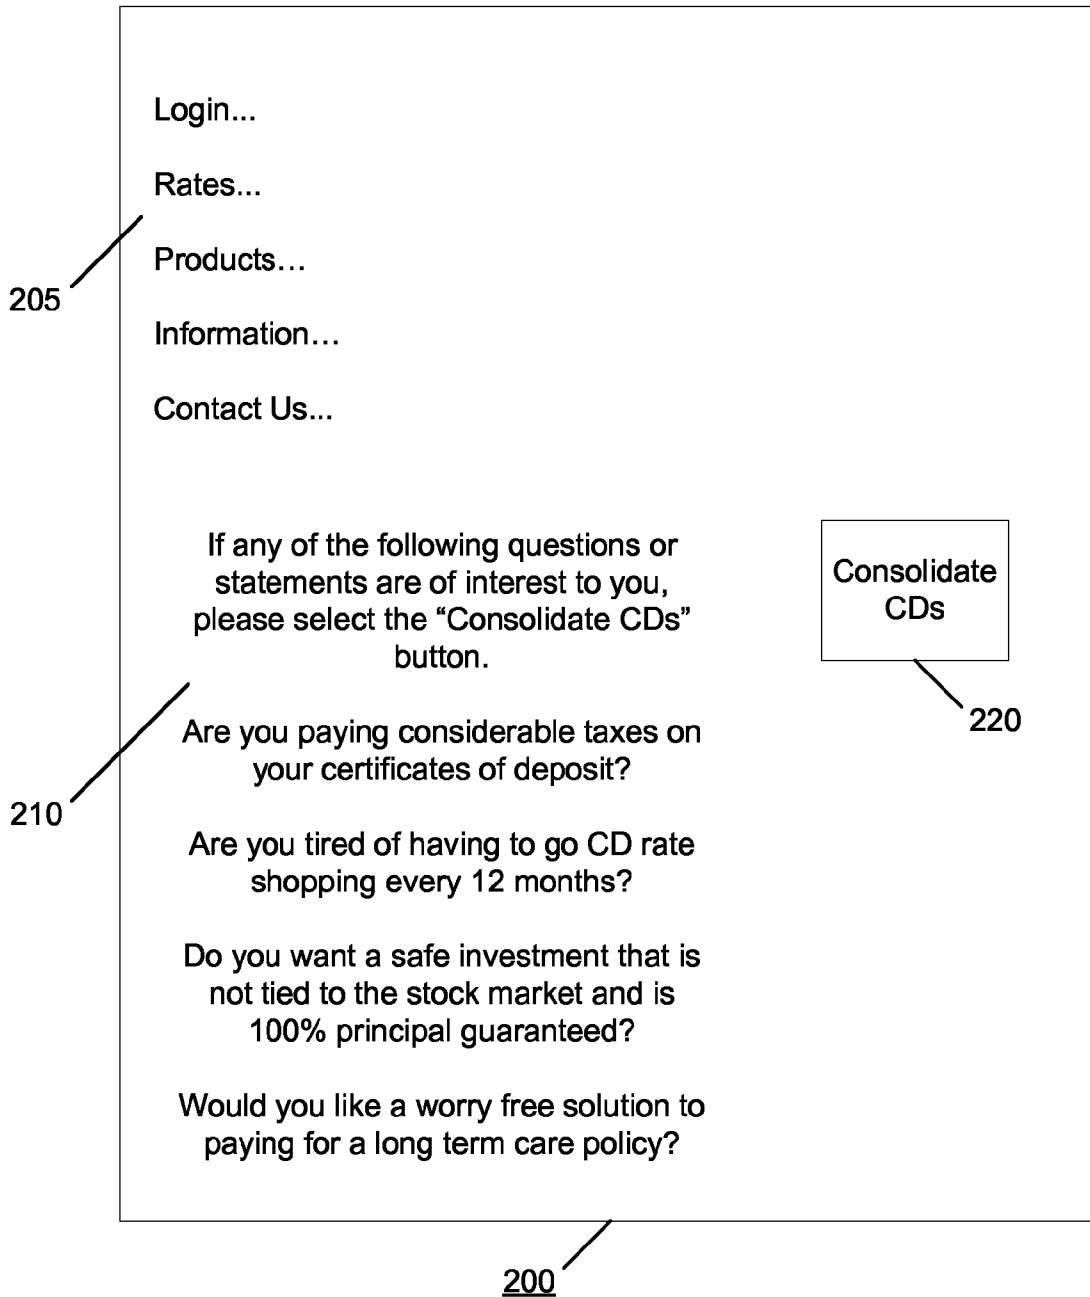 Login...
Rates...
Products...
205
Information...
Contact Us...
If any of the following questions or
statements are of interest to you,
please select the “Consolidate CDs”
button.
Consolidate
CDs
220
Are you paying considerable taxes on
your certificates of deposit?
210
Are you tired of having to go CD rate
shopping every 12 months?
Do you want a safe investment that is
not tied to the stock market and is
100% principal guaranteed?
Would you like a worry free solution to
paying for a long term care policy?
200